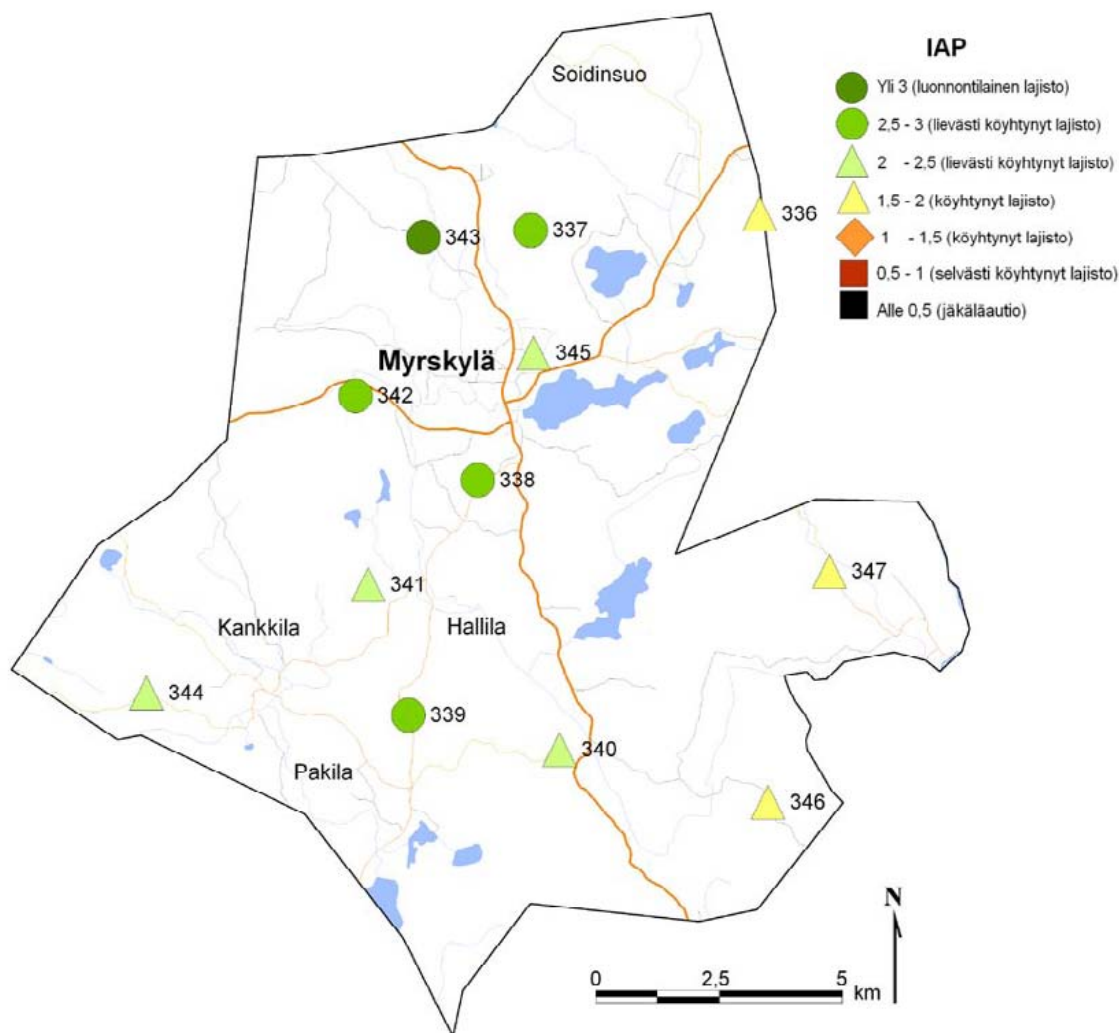 IAP
Yli 3 (luonnontilainen lajisto)
2,5 - 3 (lievästi köyhtynyt lajisto)
2 - 2,5 (lievästi köyhtynyt lajisto)
1,5 - 2 (köyhtynyt lajisto)
1 - 1,5 (köyhtynyt lajisto)
0,5 - 1 (selvästi köyhtynyt lajisto)
Alle 0,5 (jäkäläautio)
Soidinsuo
336
343
337
345
Myrskylä
342
338
347
341
Kankkila
Hallila
344
339
340
Pakila
346
N
0 2,5 5
km